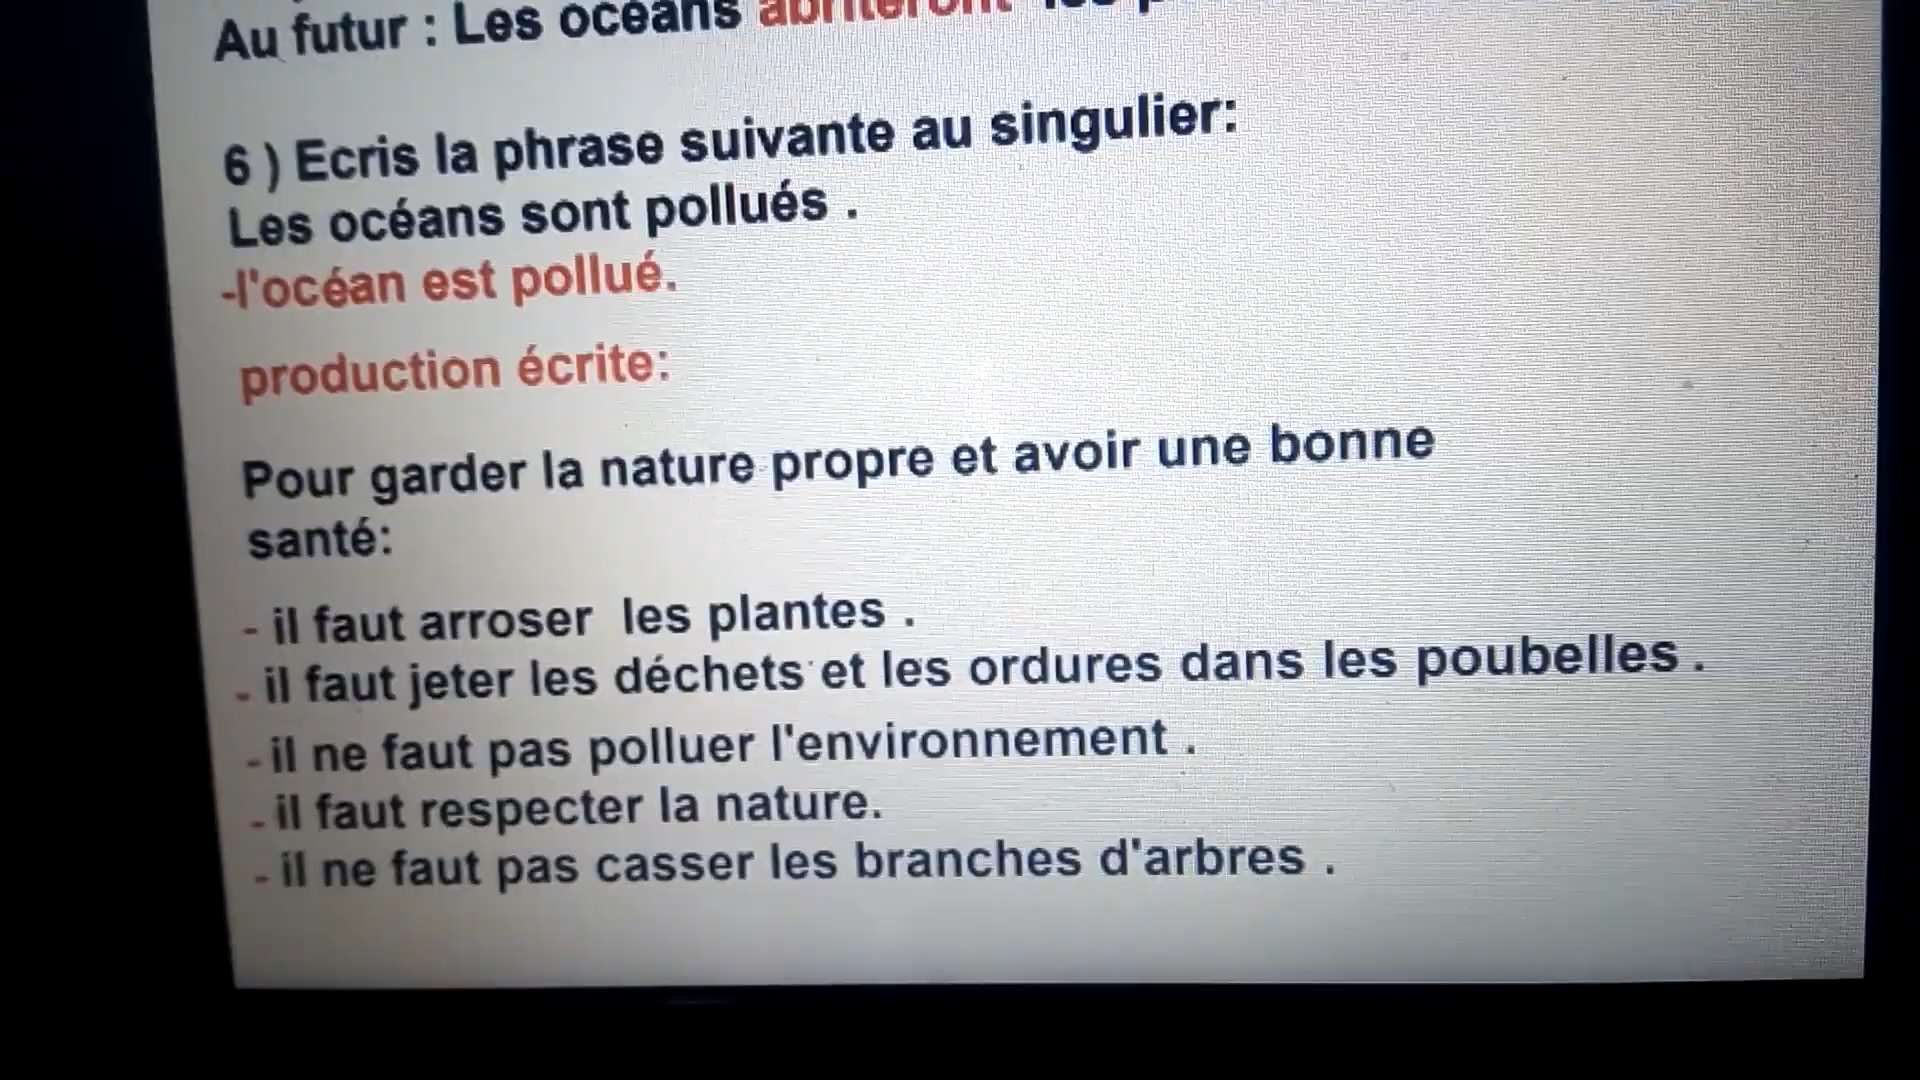 Au futur : Les océans abriteront
6 ) Ecris la phrase suivante au singulier:
Les océans sont pollués .
-l'océan est pollué.
production écrite:
Pour garder la nature propre et avoir une bonne
santé:
- il faut arroser les plantes .
- il faut jeter les déchets et les ordures dans les poubelles .
- il ne faut pas polluer l'environnement .
- il faut respecter la nature.
- il ne faut pas casser les branches d'arbres .